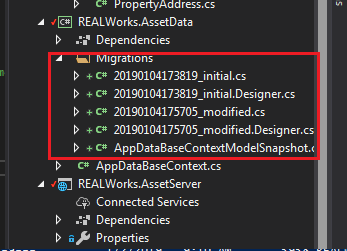 PropertyAddress.cs
REALWorks.AssetData
Dependencies
Migrations
20190104173819_initial.cs
20190104173819_initial.Designer.cs
20190104175705_modified.cs
20190104175705_modified.Designer.cs
AppDataBaseContextModelSnapshot.c
AppDataBaseContext.cs
REALWorks.AssetServer
Connected Services
Dependencies
Properties